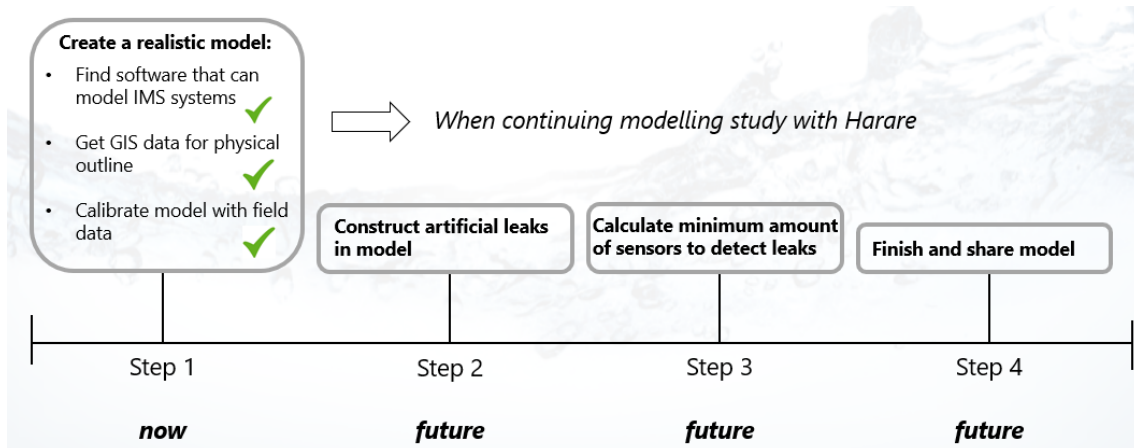 Create a realistic model:
• Find software that can
model IMS systems
• Get GIS data for physical
outline
• Calibrate model with field
data
When continuing modelling study with Harare
Construct artificial leaks
in model
Calculate minimum amount
of sensors to detect leaks
Finish and share model
Step 1
Step 2
Step 3
Step 4
now
future
future
future